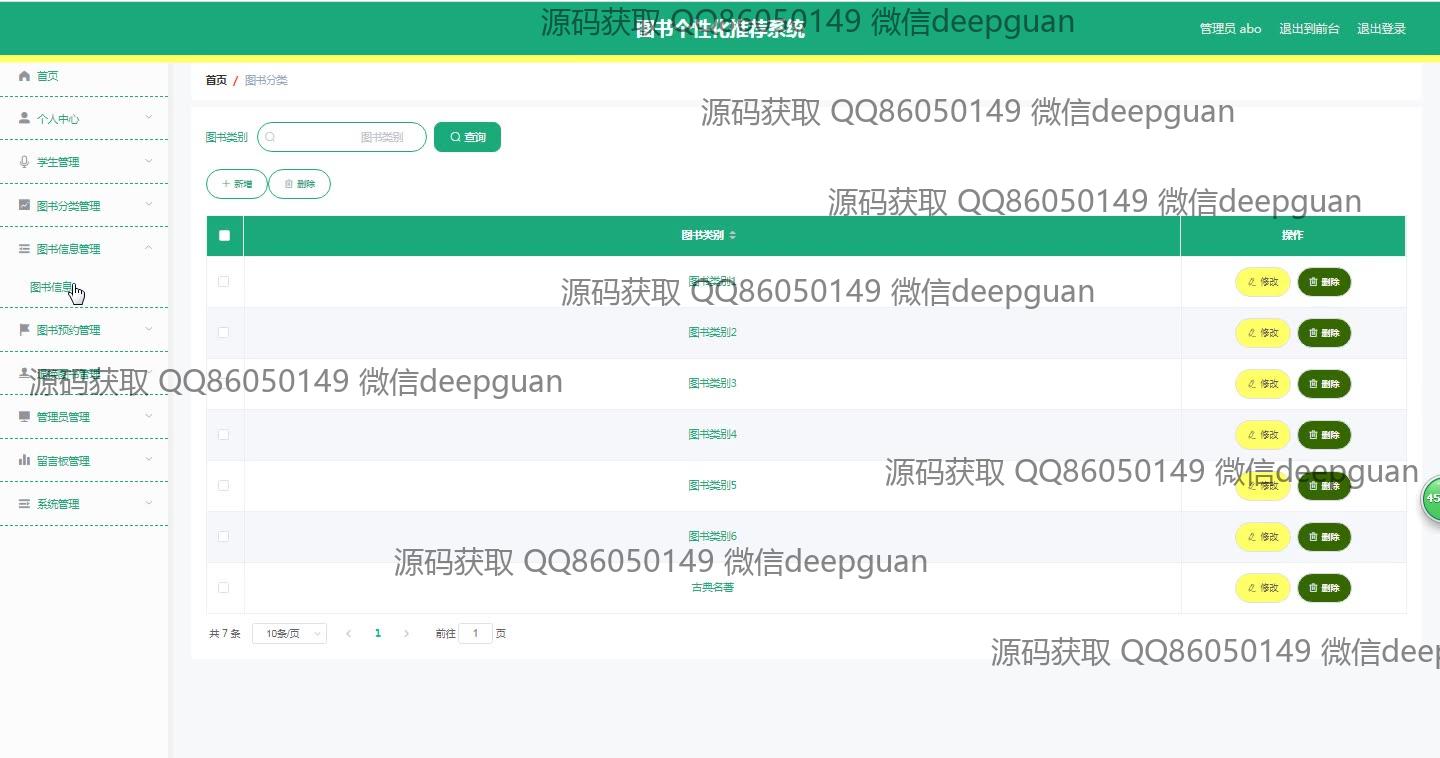 图书个性化推荐系统
源码获取 QQ86050149 微信deepguan
管理员 abo 退出到前台 退出登录
首页
个人中心
学生管理
图书分类管理
图书信息管理
图书信息
图书预约管理
管理员管理
留言板管理
系统管理
首页 / 图书分类
源码获取 QQ86050149 微信deepguan
图书类别 图书类别 查询
新增 删除
源码获取 QQ86050149 微信deepguan
图书类别 操作
图书类别1 修改 删除
源码获取 QQ86050149 微信deepguan
图书类别2 修改 删除
图书类别3 修改 删除
源码获取 QQ86050149 微信deepguan
图书类别4 修改 删除
图书类别5 修改 删除
源码获取 QQ86050149 微信deepguan
图书类别6 修改 删除
源码获取 QQ86050149 微信deepguan
古典名著 修改 删除
共 7 条 10条/页 1 前往 1 页
源码获取 QQ86050149 微信deep
45